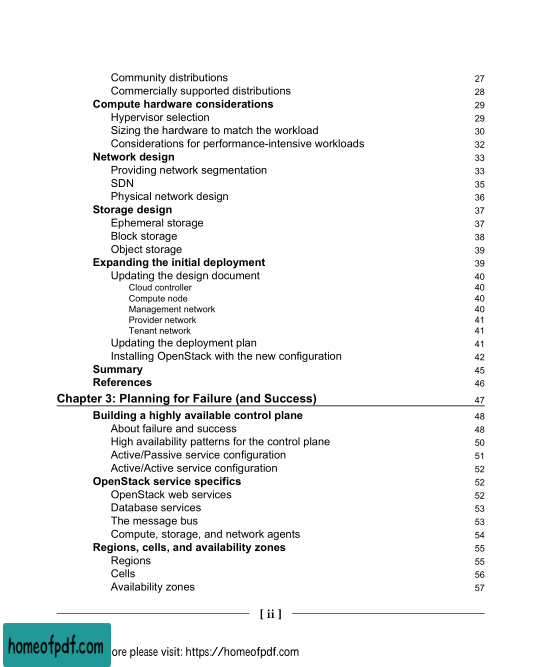 Community distributions 27
Commercially supported distributions 28
Compute hardware considerations 29
Hypervisor selection 29
Sizing the hardware to match the workload 30
Considerations for performance-intensive workloads 32
Network design 33
Providing network segmentation 33
SDN 35
Physical network design 36
Storage design 37
Ephemeral storage 37
Block storage 38
Object storage 39
Expanding the initial deployment 39
Updating the design document 40
Cloud controller 40
Compute node 40
Management network 40
Provider network 41
Tenant network 41
Updating the deployment plan 41
Installing OpenStack with the new configuration 42
Summary 45
References 46
Chapter 3: Planning for Failure (and Success) 47
Building a highly available control plane 48
About failure and success 48
High availability patterns for the control plane 50
Active/Passive service configuration 51
Active/Active service configuration 52
OpenStack service specifics 52
OpenStack web services 52
Database services 53
The message bus 53
Compute, storage, and network agents 54
Regions, cells, and availability zones 55
Regions 55
Cells 56
Availability zones 57
[ ii ]
homeofpdf.com ore please visit: https://homeofpdf.com